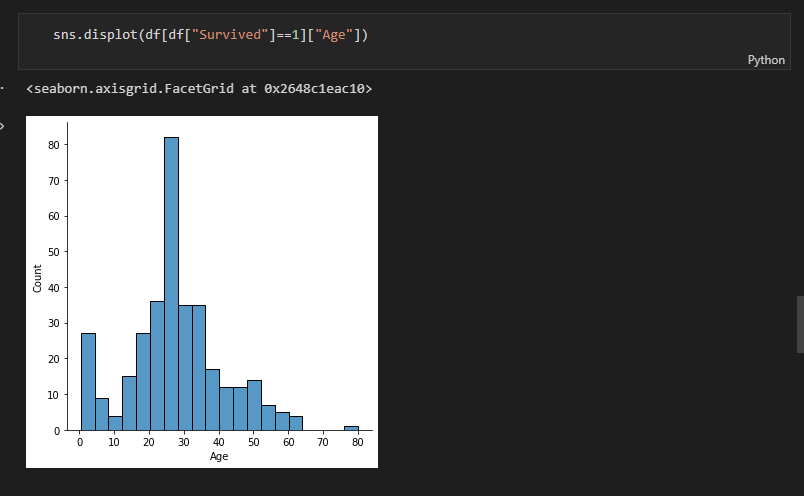 sns.displot(df[df["Survived"]==1]["Age"])
Python
<seaborn.axisgrid.FacetGrid at 0x2648c1eac10>
80
70
60
50
40
30
20
10
0
Count
0 10 20 30 40 50 60 70 80
Age